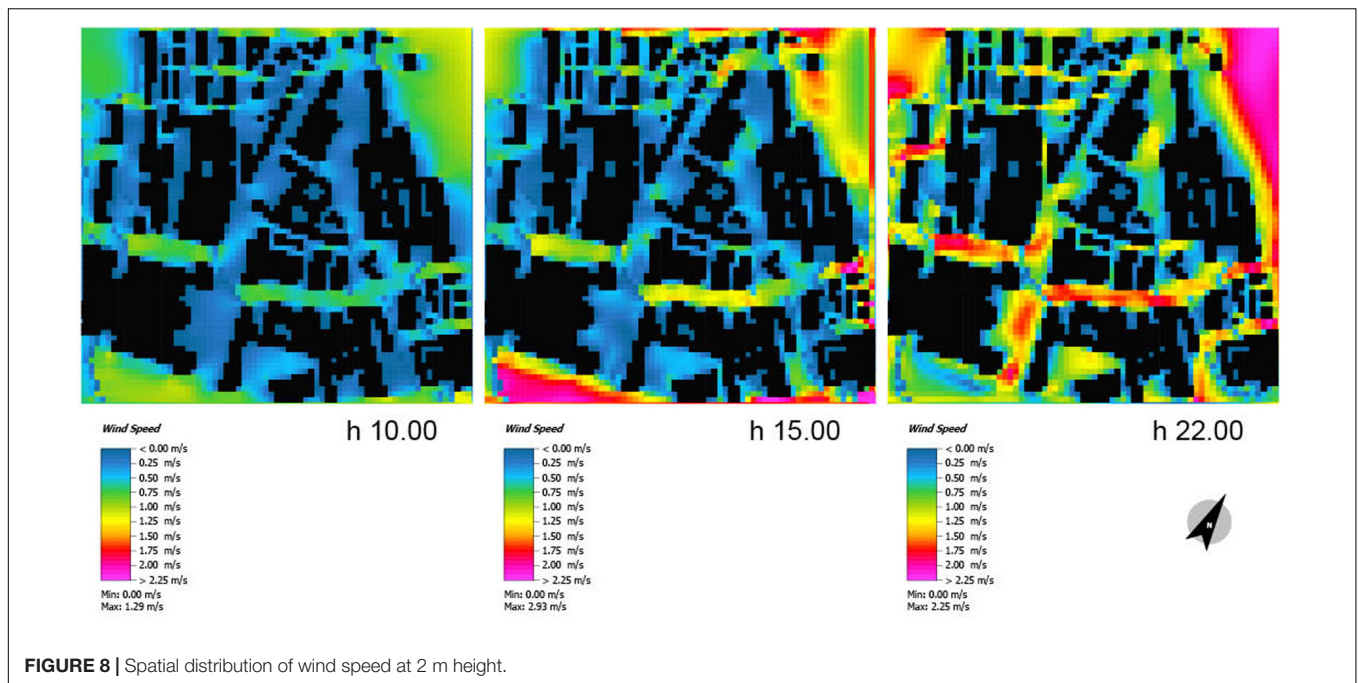 h 10.00
Wind Speed
< 0.00 m/s
0.25 m/s
0.50 m/s
0.75 m/s
1.00 m/s
1.25 m/s
1.50 m/s
1.75 m/s
2.00 m/s
> 2.25 m/s
Min: 0.00 m/s
Max: 1.29 m/s
h 15.00
Wind Speed
< 0.00 m/s
0.25 m/s
0.50 m/s
0.75 m/s
1.00 m/s
1.25 m/s
1.50 m/s
1.75 m/s
2.00 m/s
> 2.25 m/s
Min: 0.00 m/s
Max: 2.93 m/s
h 22.00
Wind Speed
< 0.00 m/s
0.25 m/s
0.50 m/s
0.75 m/s
1.00 m/s
1.25 m/s
1.50 m/s
1.75 m/s
2.00 m/s
> 2.25 m/s
Min: 0.00 m/s
Max: 2.25 m/s
N
FIGURE 8 | Spatial distribution of wind speed at 2 m height.